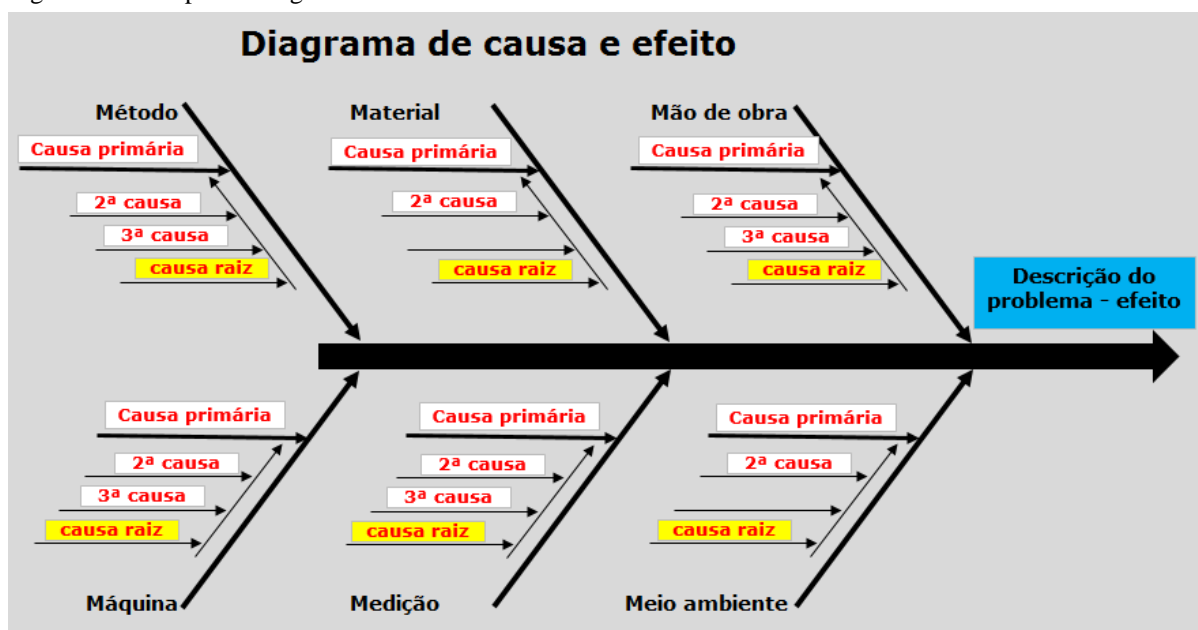 Diagrama de causa e efeito
Método
Material
Mão de obra
Causa primária
Causa primária
Causa primária
2ª causa
2ª causa
2ª causa
3ª causa
3ª causa
causa raiz
causa raiz
causa raiz
Descrição do
problema - efeito
Causa primária
Causa primária
Causa primária
2ª causa
2ª causa
2ª causa
3ª causa
3ª causa
causa raiz
causa raiz
causa raiz
Máquina
Medição
Meio ambiente